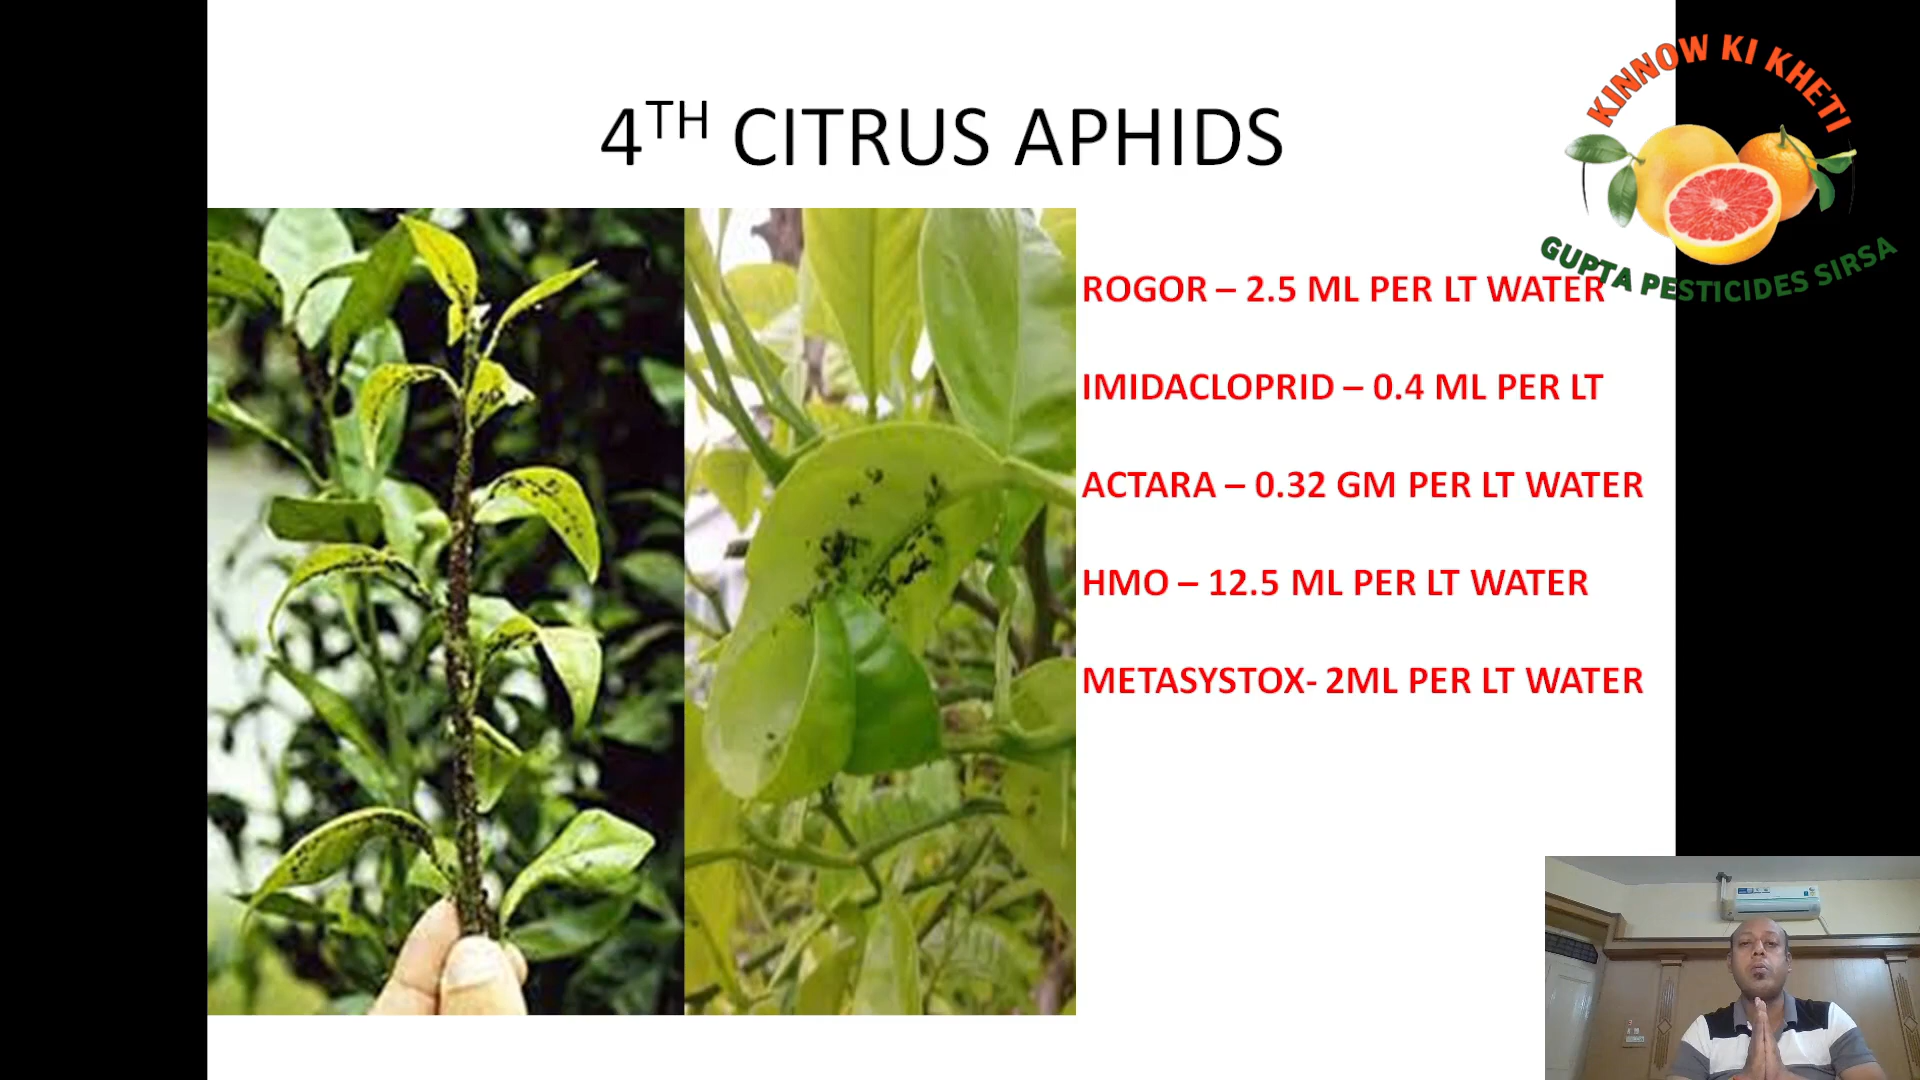 4TH CITRUS APHIDS
KINNOW KI KHETI
GUPTA PESTICIDES SIRSA
ROGOR – 2.5 ML PER LT WATER
IMIDACLOPRID – 0.4 ML PER LT
ACTARA – 0.32 GM PER LT WATER
HMO – 12.5 ML PER LT WATER
METASYSTOX- 2ML PER LT WATER